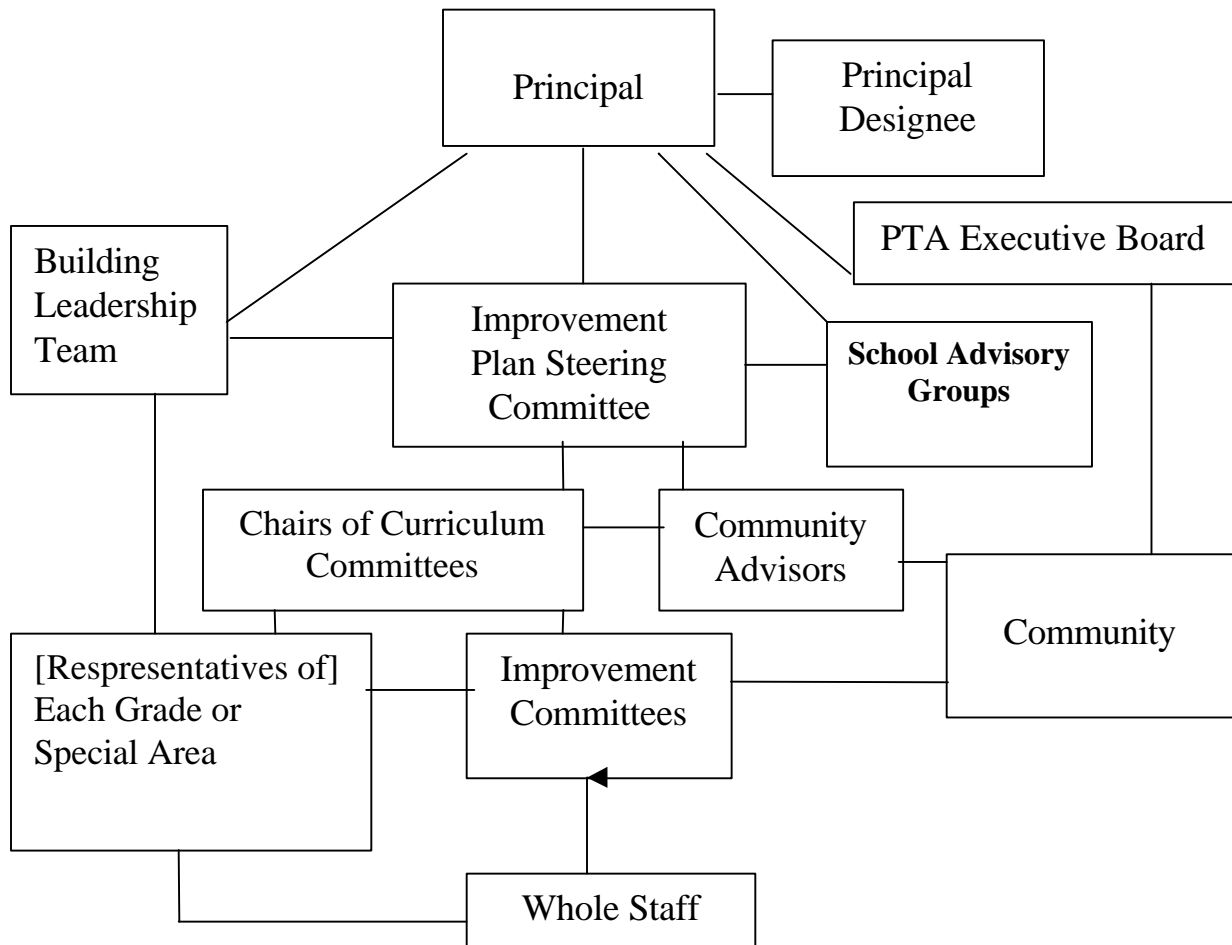 Principal
Principal
Designee
PTA Executive Board
Building
Leadership
Team
Improvement
Plan Steering
Committee
School Advisory
Groups
Chairs of Curriculum
Committees
Community
Advisors
Community
[Respresentatives of]
Each Grade or
Special Area
Improvement
Committees
Whole Staff